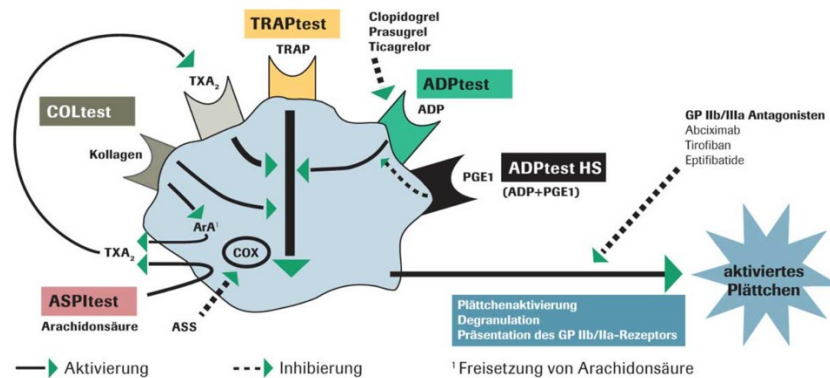 TRAPtest
TRAP
Clopidogrel
Prasugrel
Ticagrelor
TXA₂
ADPtest
ADP
COLtest
Kollagen
GP IIb/IIIa Antagonisten
Abciximab
Tirofiban
Eptifibatide
PGE1
ADPtest HS
(ADP+PGE1)
ArA¹
TXA₂
COX
aktiviertes
Plättchen
ASPItest
Arachidonsäure
ASS
Plättchenaktivierung
Degranulation
Präsentation des GP IIb/IIa-Rezeptors
Aktivierung
Inhibierung
¹ Freisetzung von Arachidonsäure